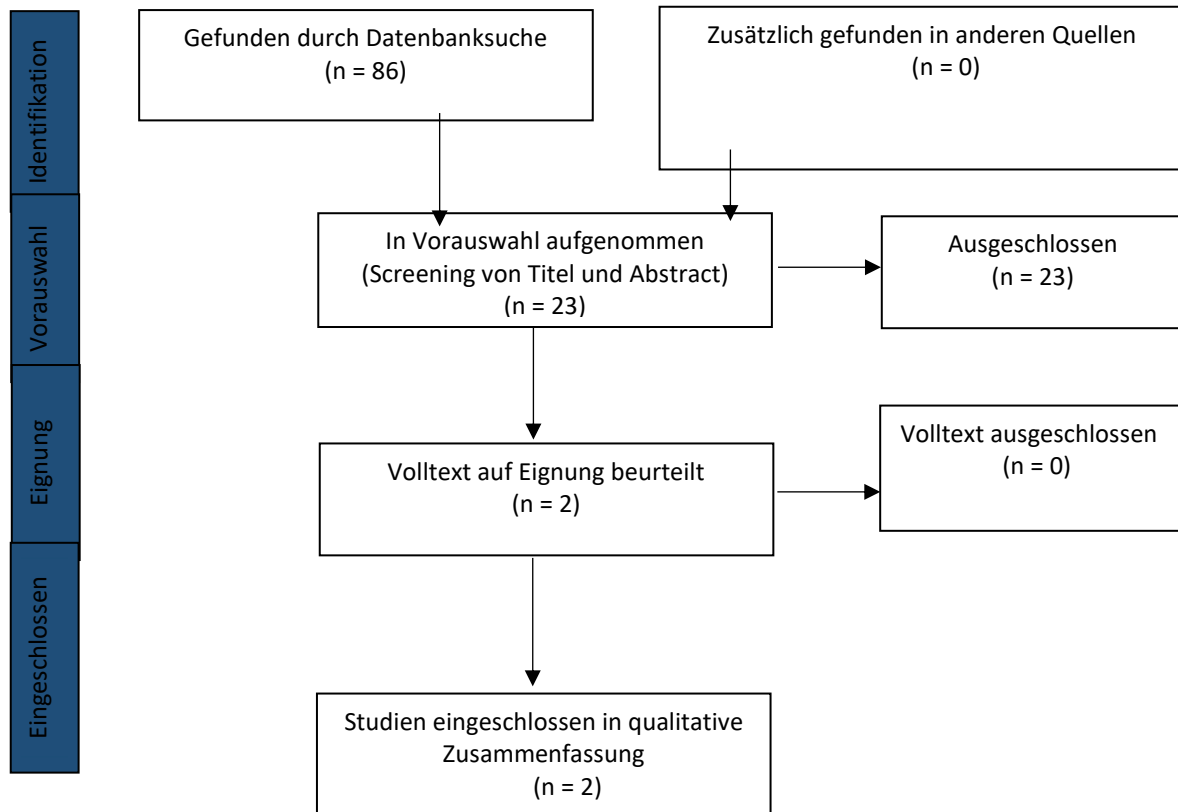 Identifikation
Gefunden durch Datenbanksuche
(n = 86)
Zusätzlich gefunden in anderen Quellen
(n = 0)
Vorauswahl
In Vorauswahl aufgenommen
(Screening von Titel und Abstract)
(n = 23)
Ausgeschlossen
(n = 23)
Eignung
Volltext auf Eignung beurteilt
(n = 2)
Volltext ausgeschlossen
(n = 0)
Eingeschlossen
Studien eingeschlossen in qualitative
Zusammenfassung
(n = 2)